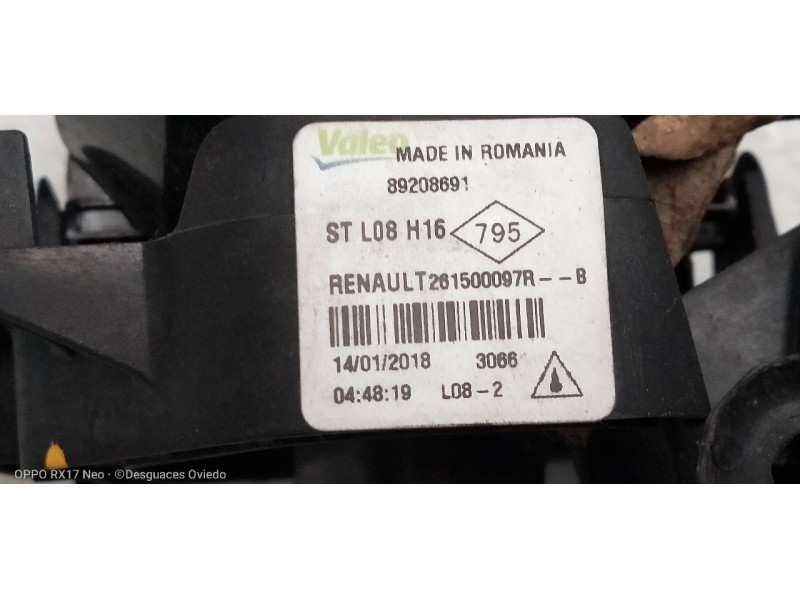 Valeo MADE IN ROMANIA
89208691
ST L08 H16 795
RENAULT261500097R--B
14/01/2018 3066
04:48:19 L08-2
OPPO RX17 Neo · ©Desguaces Oviedo